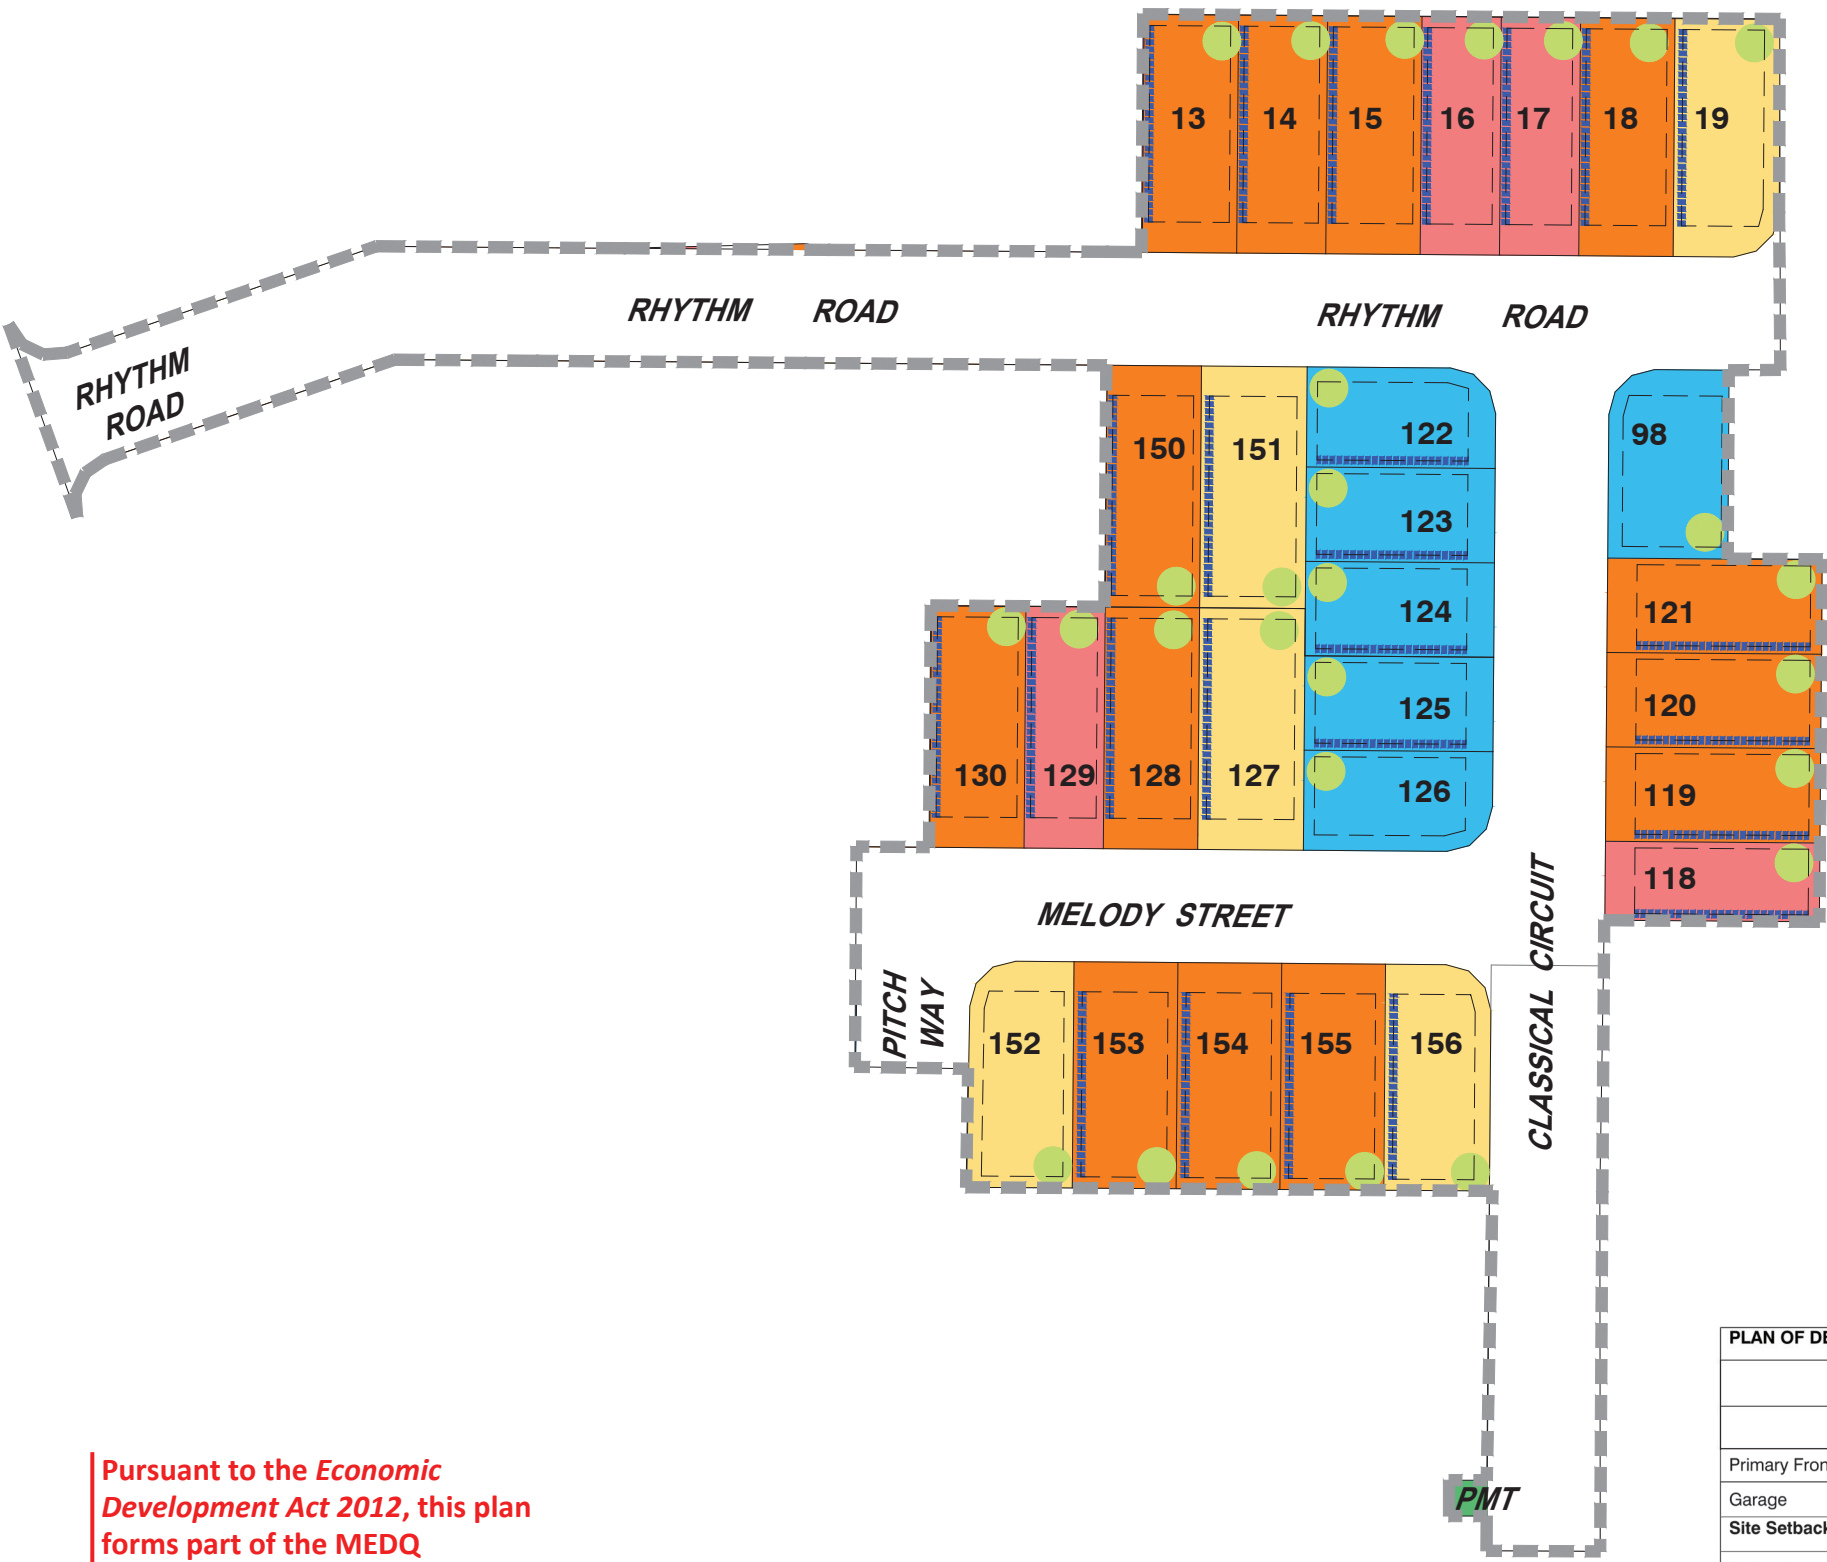 13 14 15 16 17 18 19
RHYTHM ROAD
RHYTHM ROAD
RHYTHM
ROAD
150 151 122 98
123
124 121
125 120
130 129 128 127 126 119
118
MELODY STREET
CLASSICAL CIRCUIT
PITCH
WAY
152 153 154 155 156
PLAN OF DE
Primary Fron
Garage
Site Setback
PMT
Pursuant to the Economic
Development Act 2012, this plan
forms part of the MEDQ